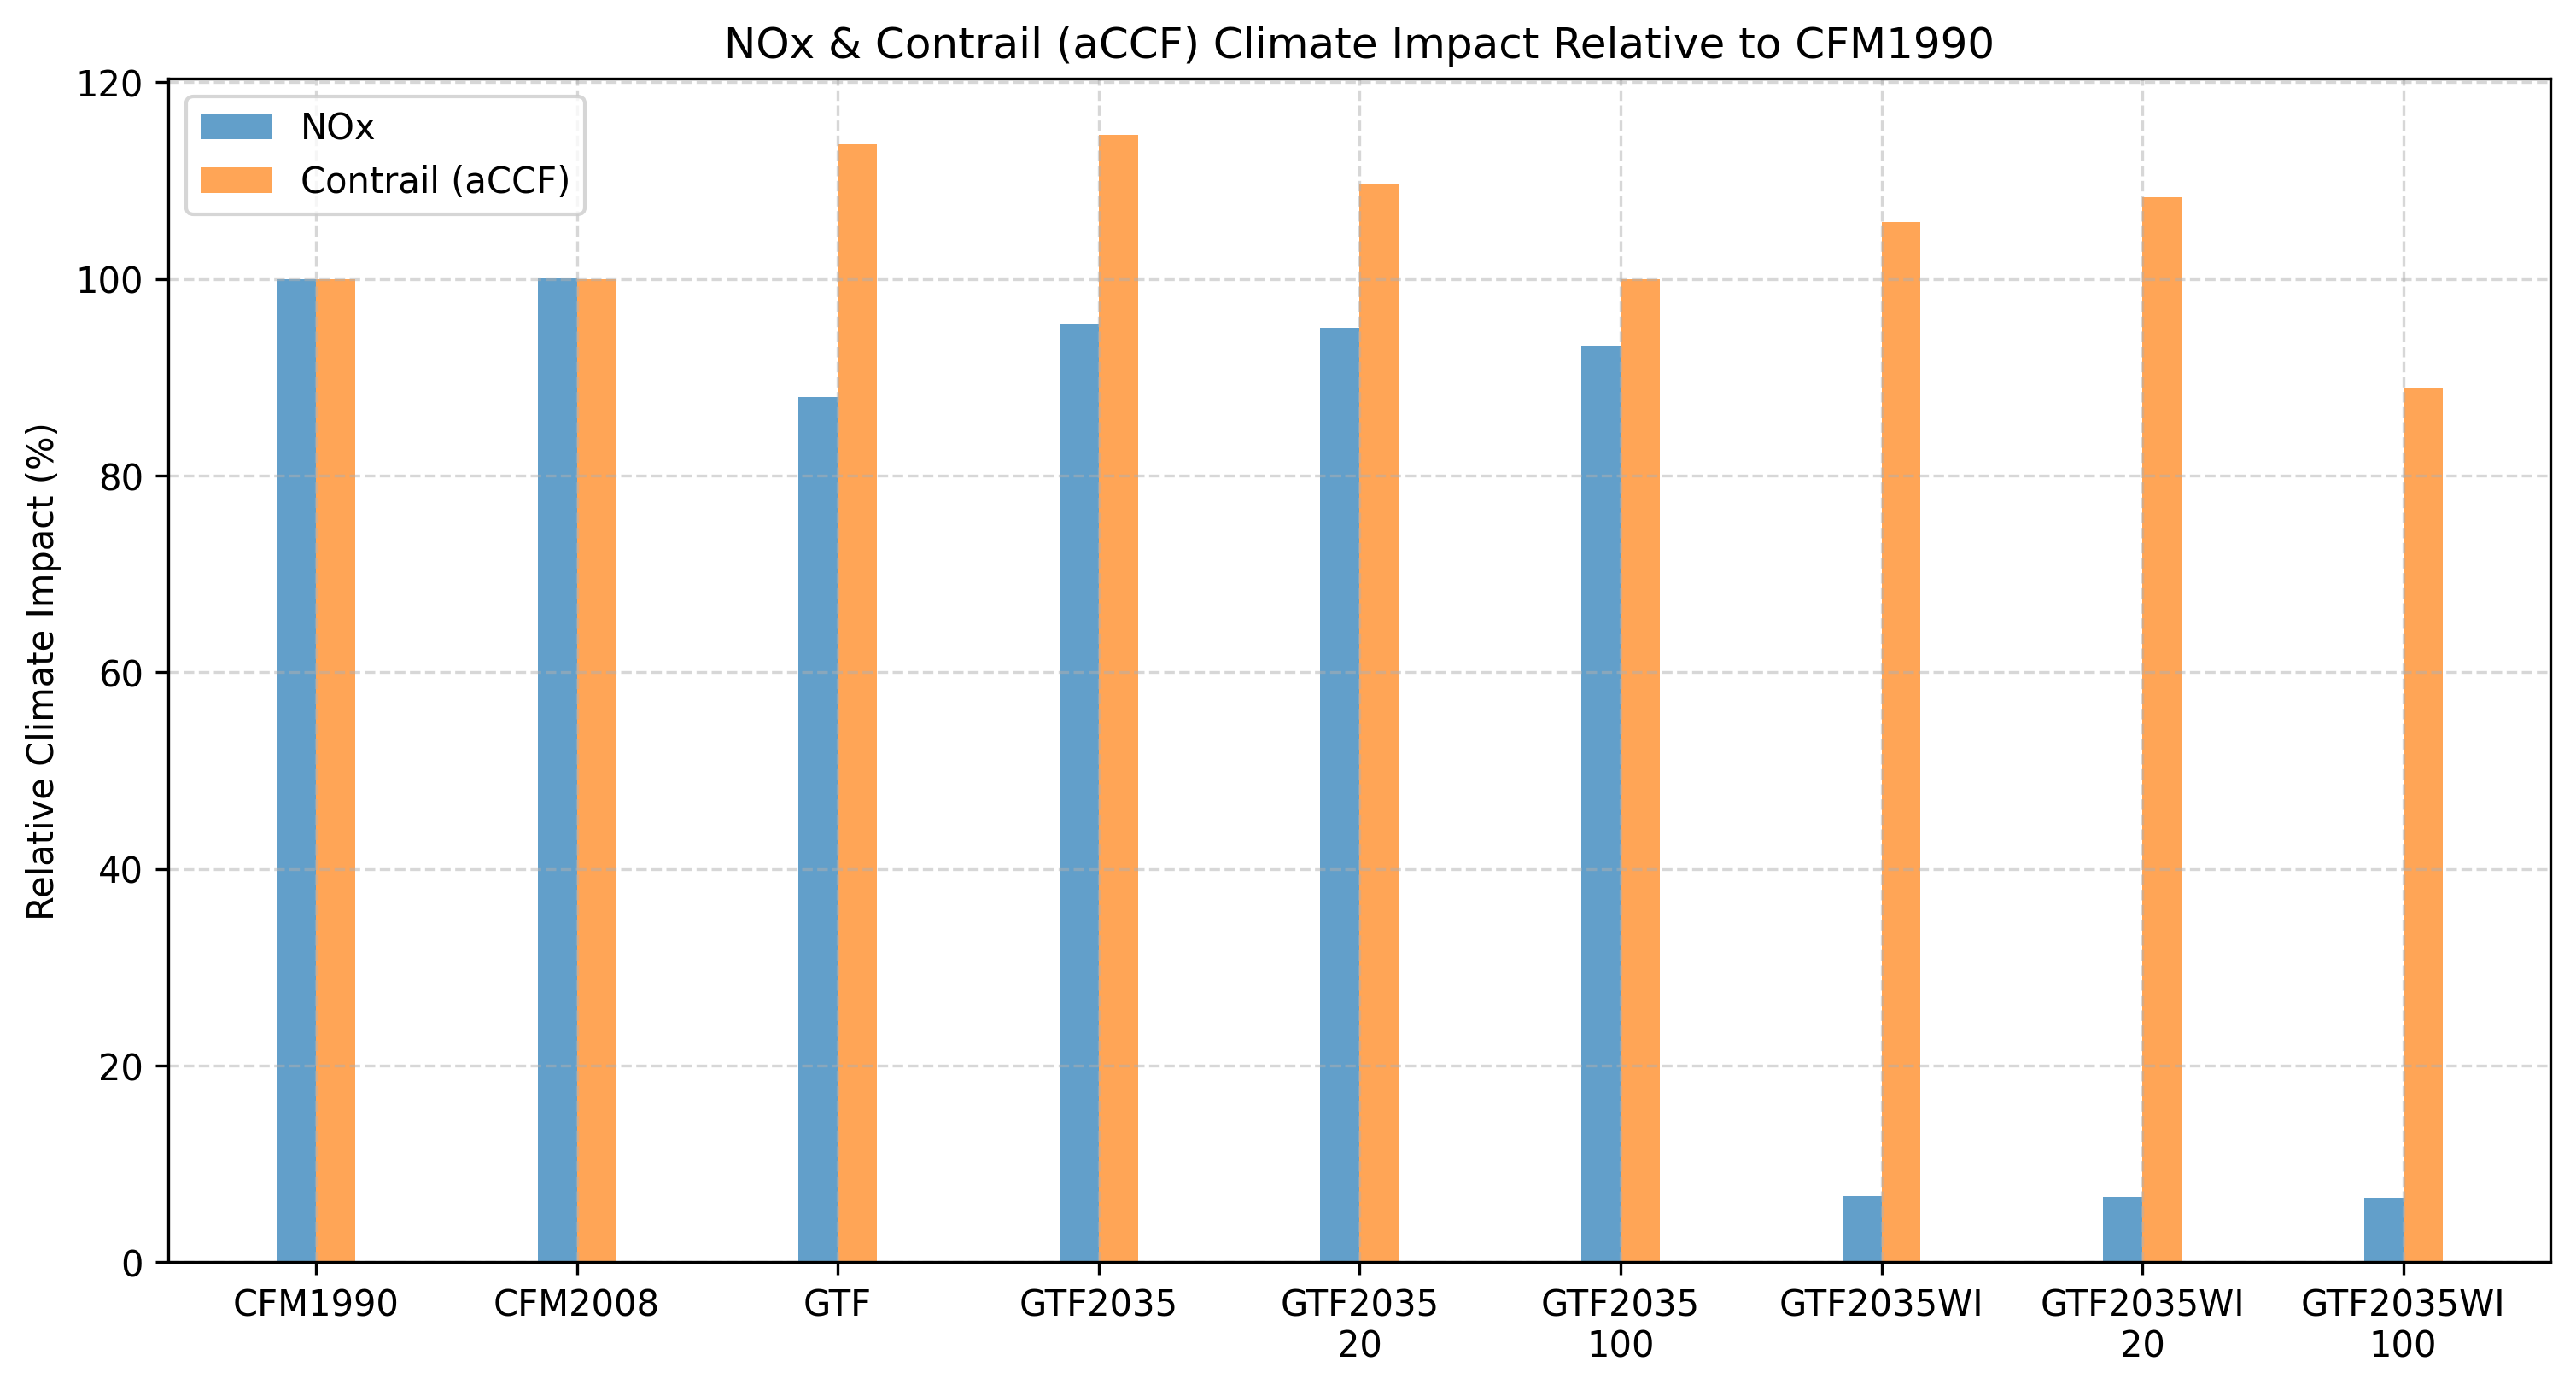 NOx & Contrail (aCCF) Climate Impact Relative to CFM1990
NOx
Contrail (aCCF)
Relative Climate Impact (%)
120
100
80
60
40
20
0
CFM1990
CFM2008
GTF
GTF2035
GTF2035
20
GTF2035
100
GTF2035WI
GTF2035WI
20
GTF2035WI
100